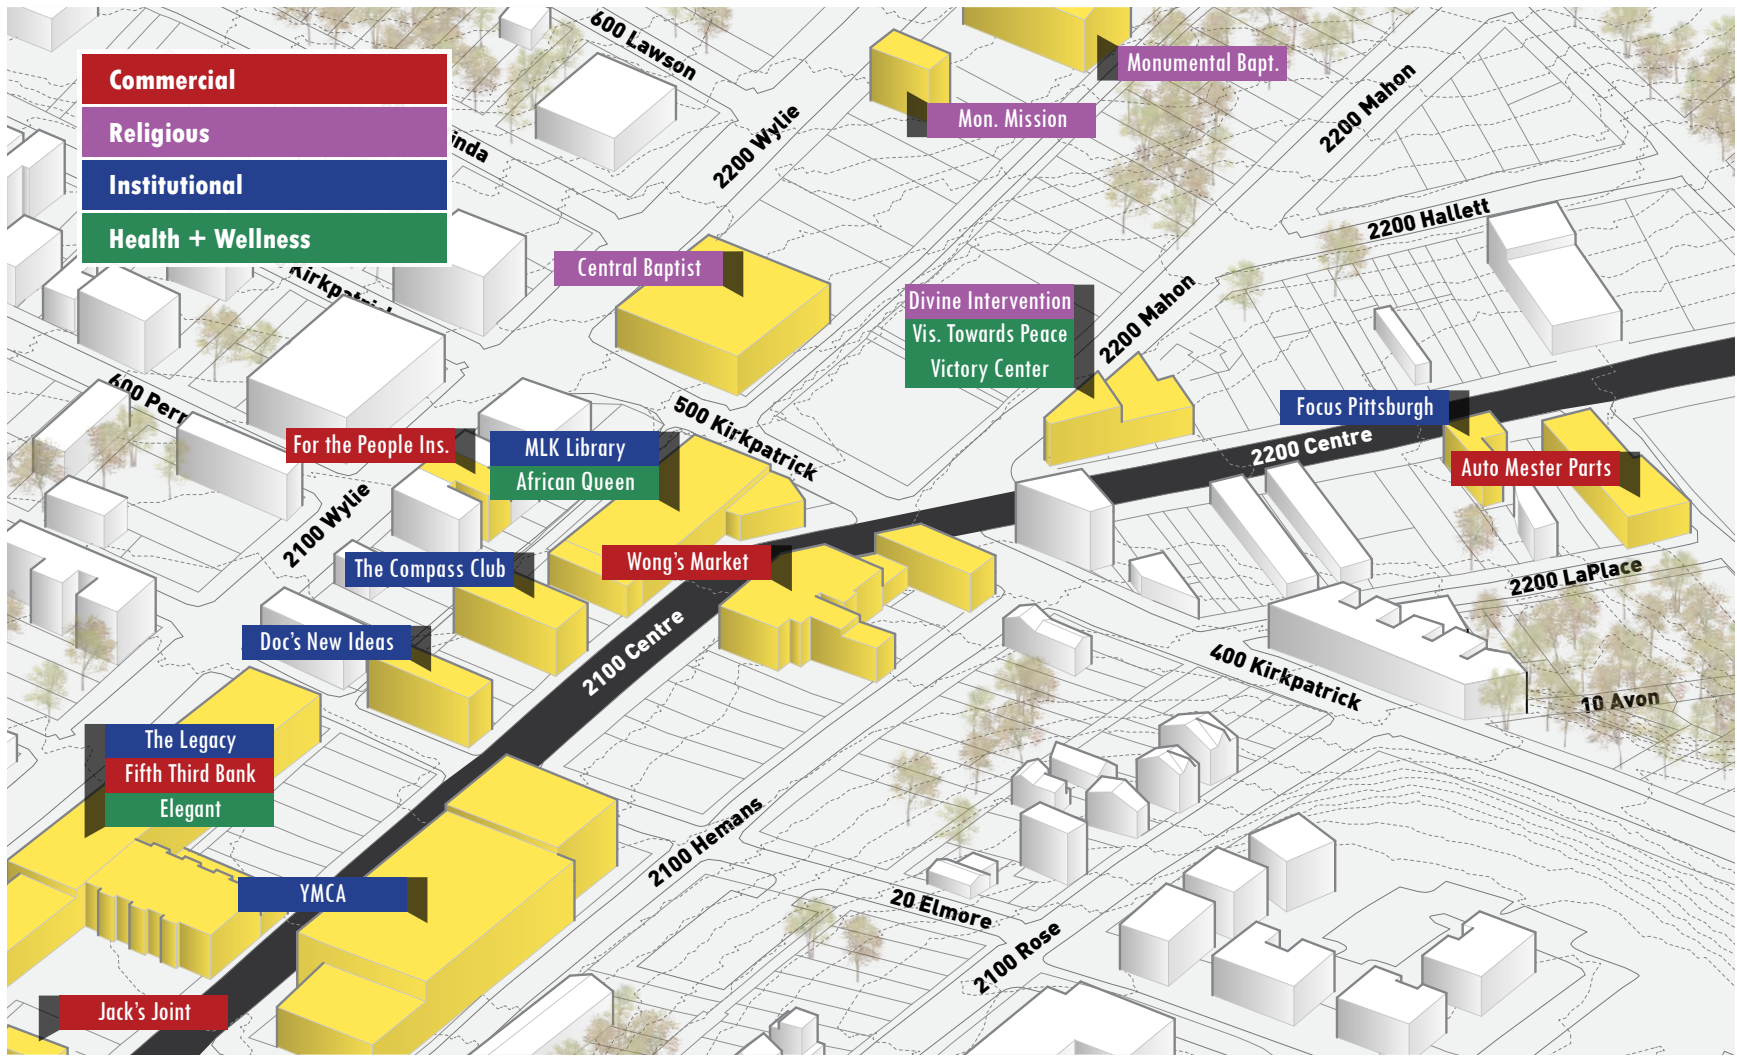 600 Lawson
Commercial
Religious
Institutional
Health + Wellness
Monumental Bapt.
Mon. Mission
2200 Mahon
2200 Wylie
inda
2200 Hallett
Central Baptist
Kirkpatric
Divine Intervention
Vis. Towards Peace
Victory Center
2200 Mahon
600 Perr
500 Kirkpatrick
Focus Pittsburgh
2200 Centre
For the People Ins.
MLK Library
African Queen
Auto Mester Parts
2100 Wylie
The Compass Club
Wong's Market
2200 LaPlace
Doc's New Ideas
2100 Centre
400 Kirkpatrick
10 Avon
The Legacy
Fifth Third Bank
Elegant
2100 Hemans
YMCA
20 Elmore
2100 Rose
Jack's Joint